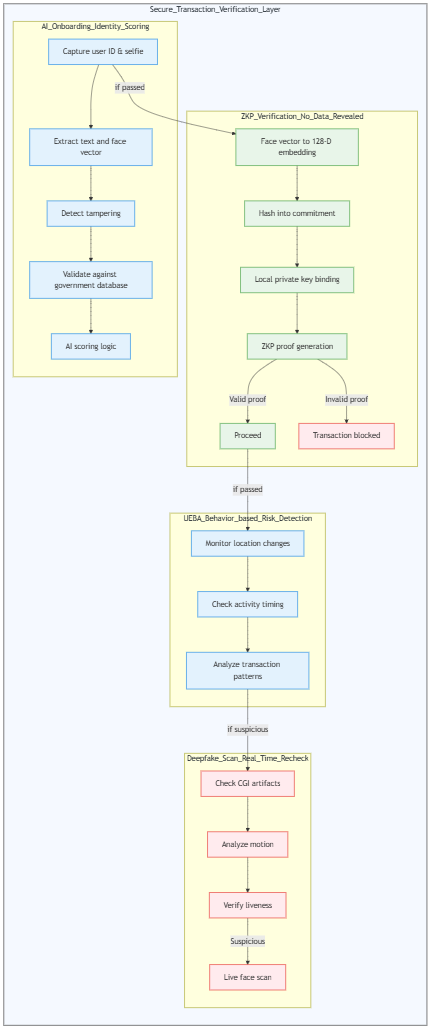 Secure_Transaction_Verification_Layer
AI_Onboarding_Identity_Scoring
Capture user ID & selfie
if passed
Extract text and face
vector
Detect tampering
Validate against
government database
AI scoring logic
ZKP_Verification_No_Data_Revealed
Face vector to 128-D
embedding
Hash into commitment
Local private key binding
ZKP proof generation
Valid proof
Invalid proof
Proceed
Transaction blocked
if passed
UEBA_Behavior_based_Risk_Detection
Monitor location changes
Check activity timing
Analyze transaction
patterns
if suspicious
Deepfake_Scan_Real_Time_Recheck
Check CGI artifacts
Analyze motion
Verify liveness
Suspicious
Live face scan